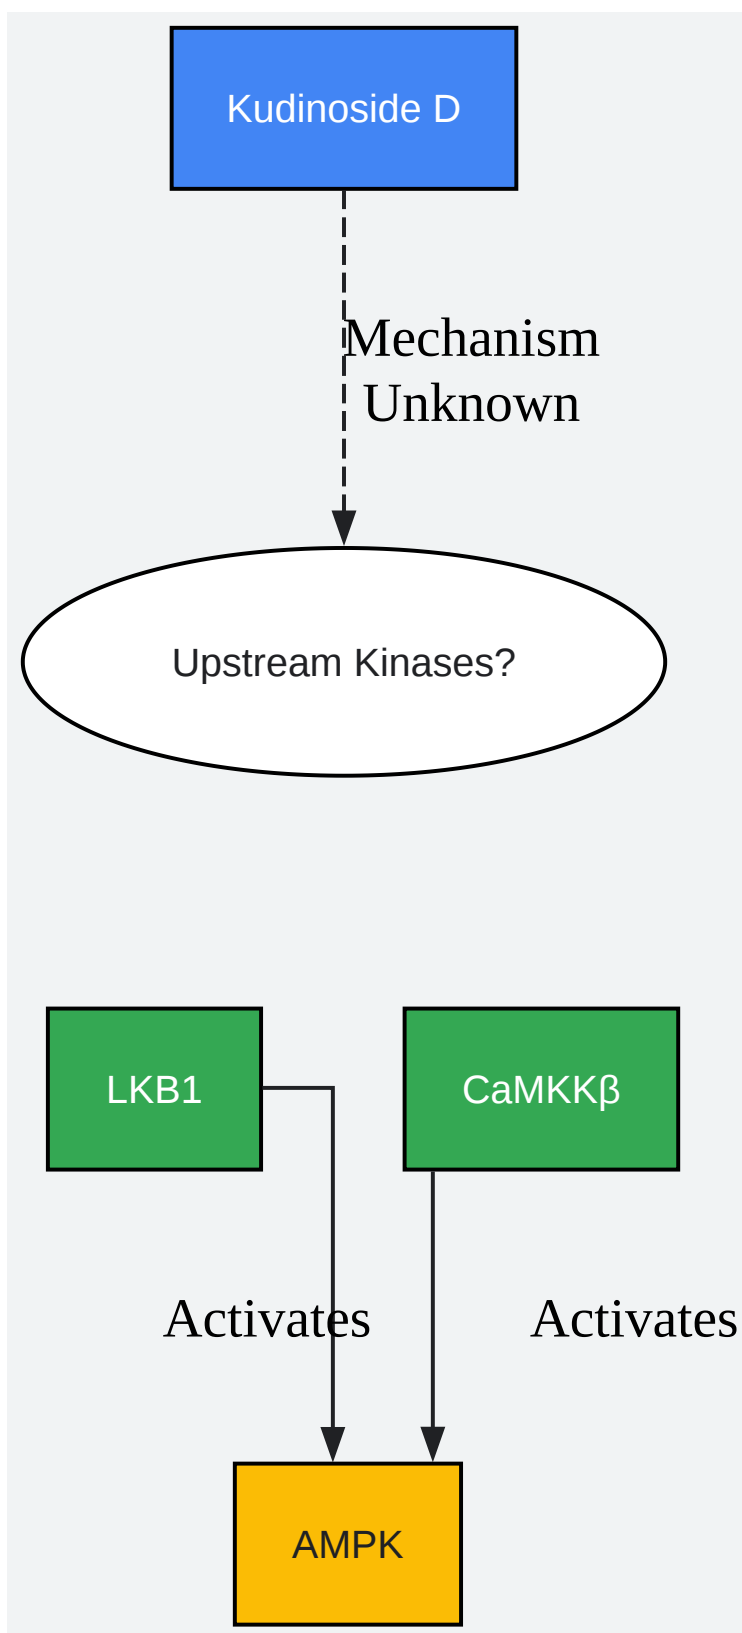 Kudinoside D
Mechanism
Unknown
Upstream Kinases?
LKB1
CaMKKβ
Activates
Activates
AMPK